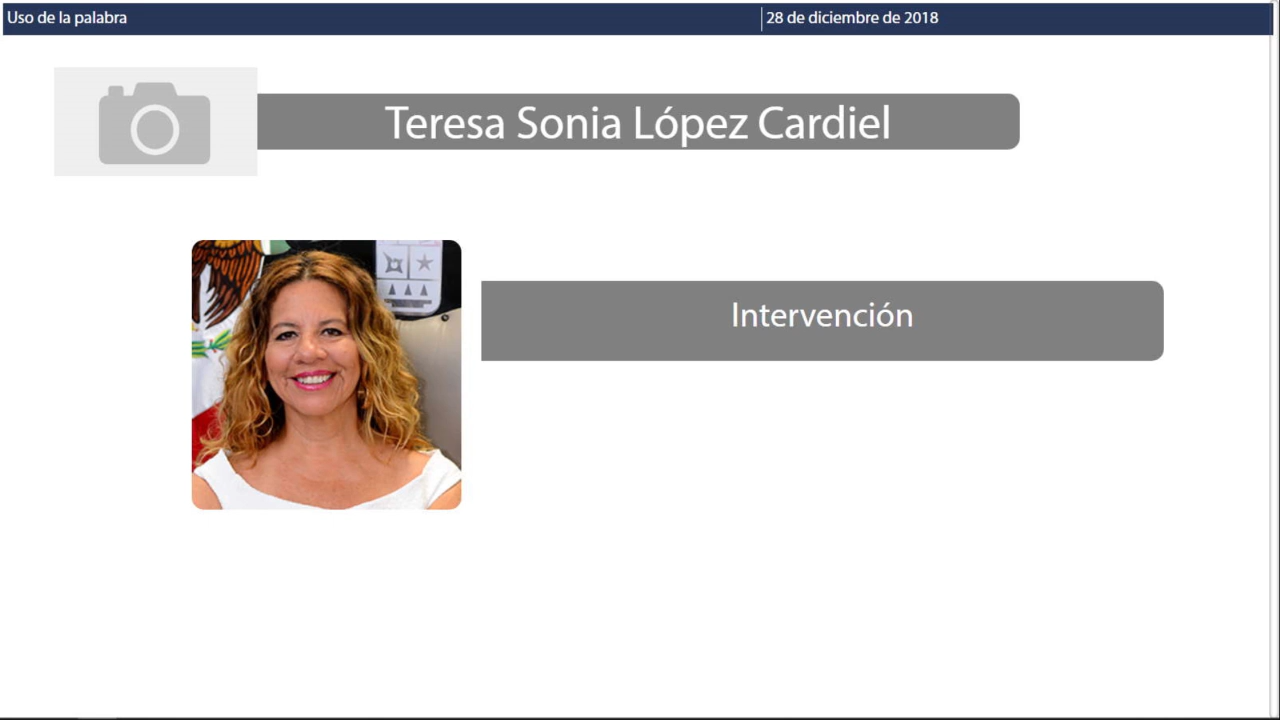 Uso de la palabra
28 de diciembre de 2018
Teresa Sonia López Cardiel
Intervención